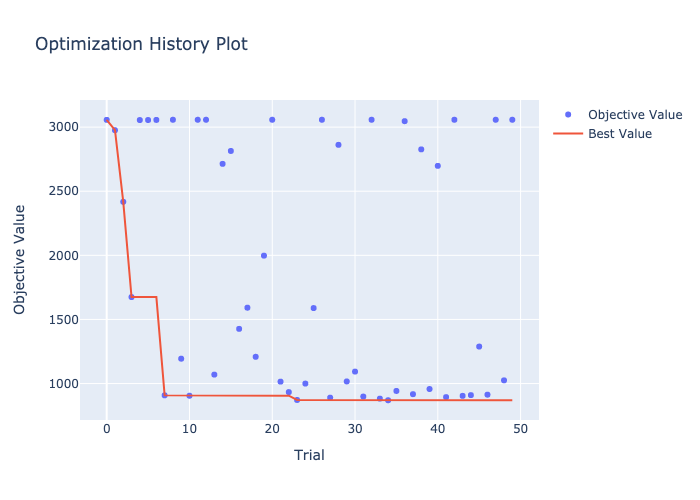 Optimization History Plot
Objective Value
Best Value
3000
2500
2000
1500
1000
Objective Value
0
10
20
30
40
50
Trial